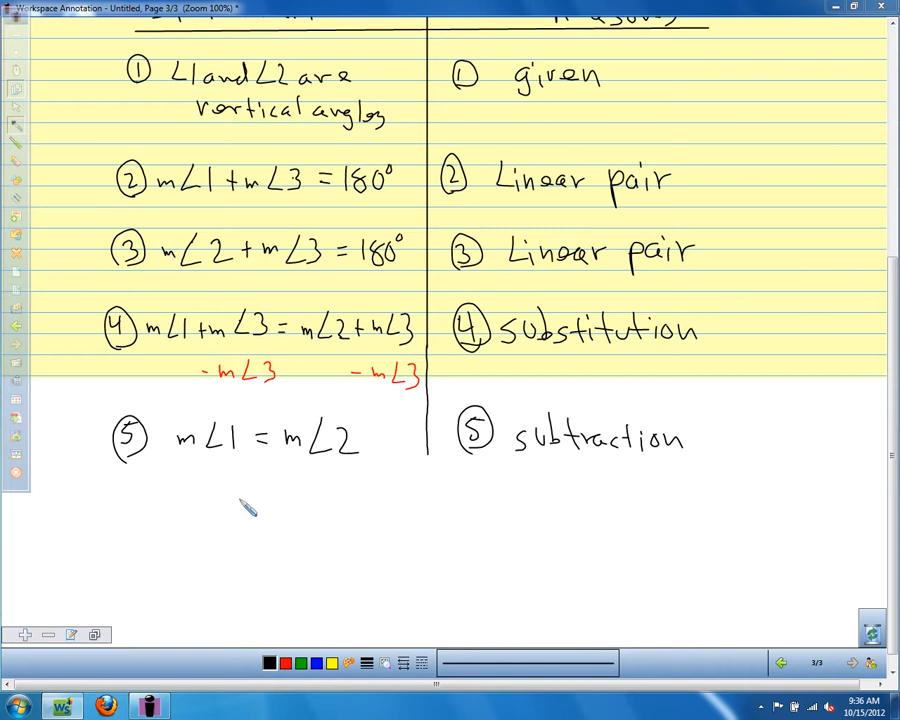 Workspace Annotation - Untitled, Page 3/3 (Zoom 100%) *
① ∠1 and ∠2 are
vertical angles
① given
② m∠1 + m∠3 = 180°
② Linear pair
③ m∠2 + m∠3 = 180°
③ Linear pair
④ m∠1 + m∠3 = m∠2 + m∠3
④ substitution
- m∠3 - m∠3
⑤ m∠1 = m∠2
⑤ subtraction
3/3
9:36 AM
10/15/2012